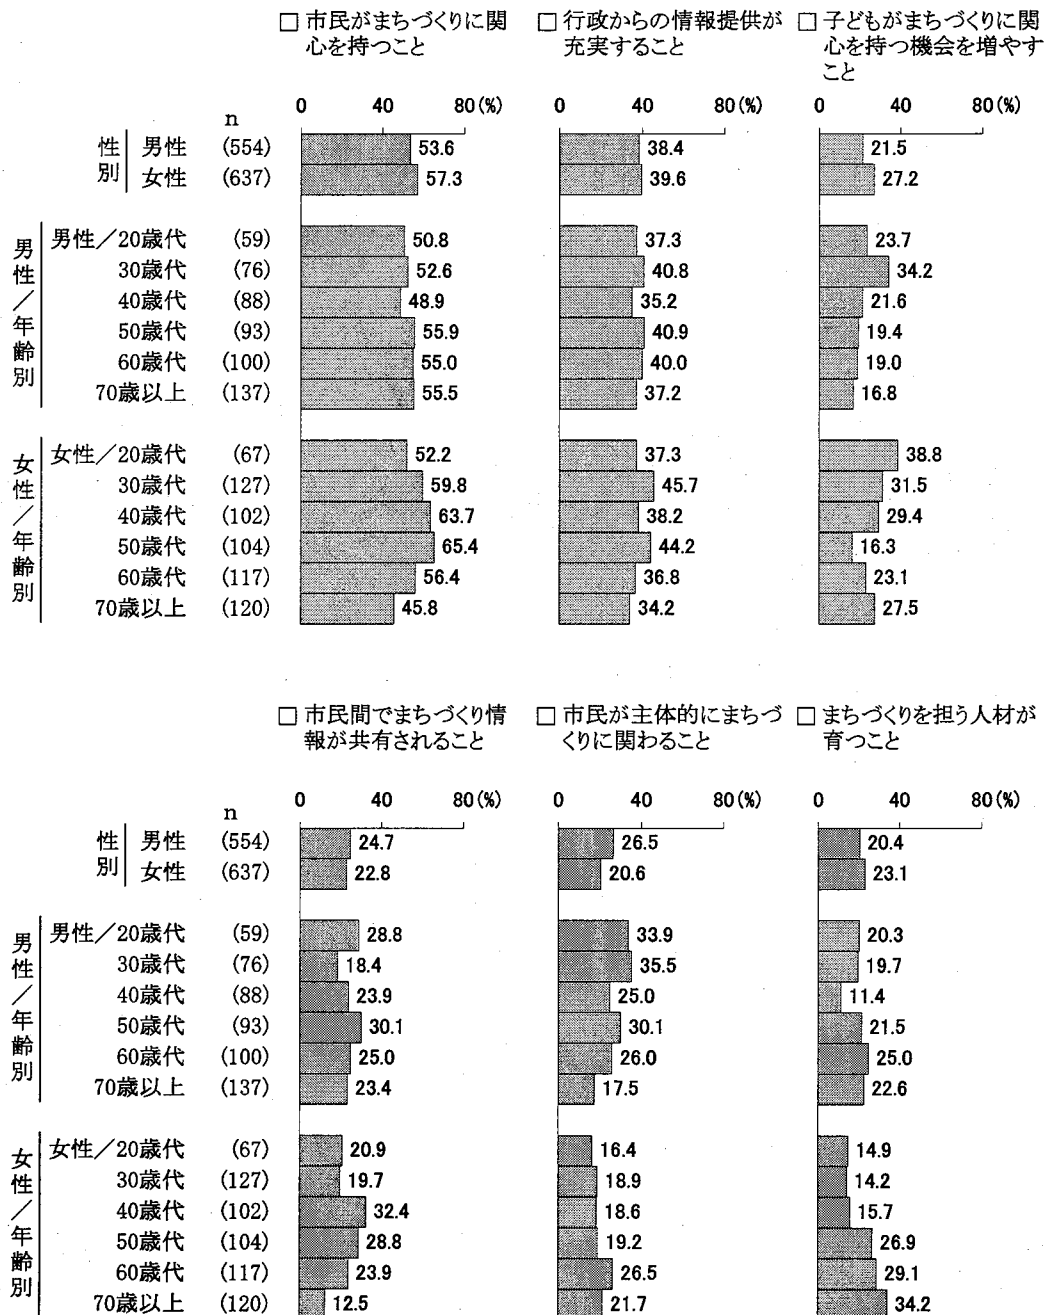 □ 市民がまちづくりに関 □ 行政からの情報提供が □ 子どもがまちづくりに関
心を持つこと 充実すること 心を持つ機会を増やす
こと
0 40 80(%) 0 40 80(%) 0 40 80(%)
n
性別
男性 (554) 53.6 38.4 21.5
女性 (637) 57.3 39.6 27.2
男性/年齢別
男性/20歳代 (59) 50.8 37.3 23.7
30歳代 (76) 52.6 40.8 34.2
40歳代 (88) 48.9 35.2 21.6
50歳代 (93) 55.9 40.9 19.4
60歳代 (100) 55.0 40.0 19.0
70歳以上 (137) 55.5 37.2 16.8
女性/年齢別
女性/20歳代 (67) 52.2 37.3 38.8
30歳代 (127) 59.8 45.7 31.5
40歳代 (102) 63.7 38.2 29.4
50歳代 (104) 65.4 44.2 16.3
60歳代 (117) 56.4 36.8 23.1
70歳以上 (120) 45.8 34.2 27.5
□ 市民間でまちづくり情 □ 市民が主体的にまちづ □ まちづくりを担う人材が
報が共有されること くりに関わること 育つこと
0 40 80(%) 0 40 80(%) 0 40 80(%)
n
性別
男性 (554) 24.7 26.5 20.4
女性 (637) 22.8 20.6 23.1
男性/年齢別
男性/20歳代 (59) 28.8 33.9 20.3
30歳代 (76) 18.4 35.5 19.7
40歳代 (88) 23.9 25.0 11.4
50歳代 (93) 30.1 30.1 21.5
60歳代 (100) 25.0 26.0 25.0
70歳以上 (137) 23.4 17.5 22.6
女性/年齢別
女性/20歳代 (67) 20.9 16.4 14.9
30歳代 (127) 19.7 18.9 14.2
40歳代 (102) 32.4 18.6 15.7
50歳代 (104) 28.8 19.2 26.9
60歳代 (117) 23.9 26.5 29.1
70歳以上 (120) 12.5 21.7 34.2